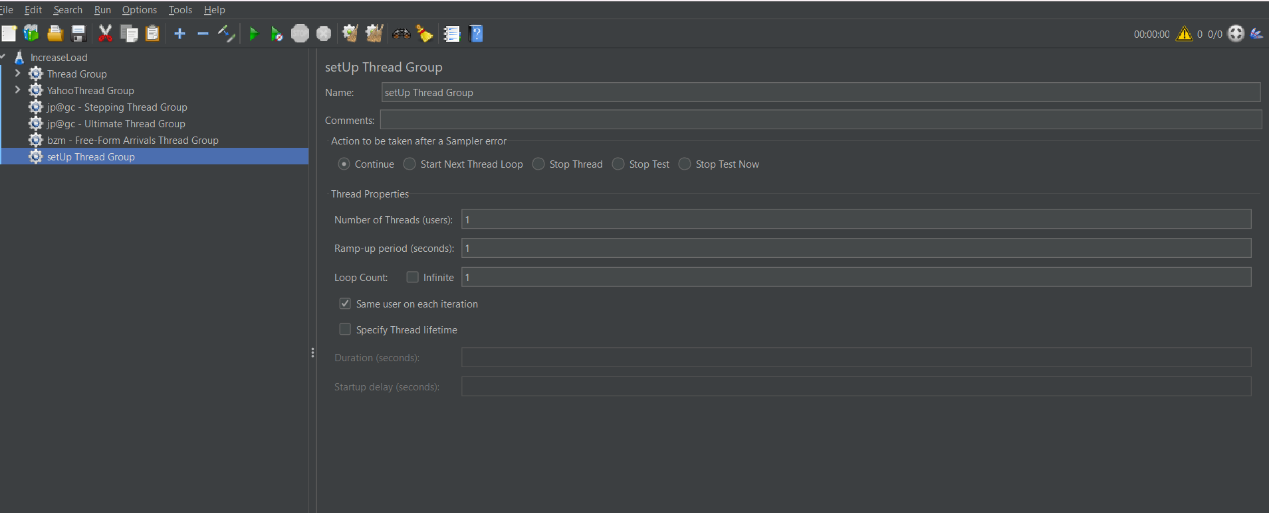 File Edit Search Run Options Tools Help
00:00:00 0 0/0
IncreaseLoad
Thread Group
YahooThread Group
jp@gc - Stepping Thread Group
jp@gc - Ultimate Thread Group
bzm - Free-Form Arrivals Thread Group
setUp Thread Group
setUp Thread Group
Name: setUp Thread Group
Comments:
Action to be taken after a Sampler error
Continue Start Next Thread Loop Stop Thread Stop Test Stop Test Now
Thread Properties
Number of Threads (users): 1
Ramp-up period (seconds): 1
Loop Count: Infinite 1
Same user on each iteration
Specify Thread lifetime
Duration (seconds):
Startup delay (seconds):